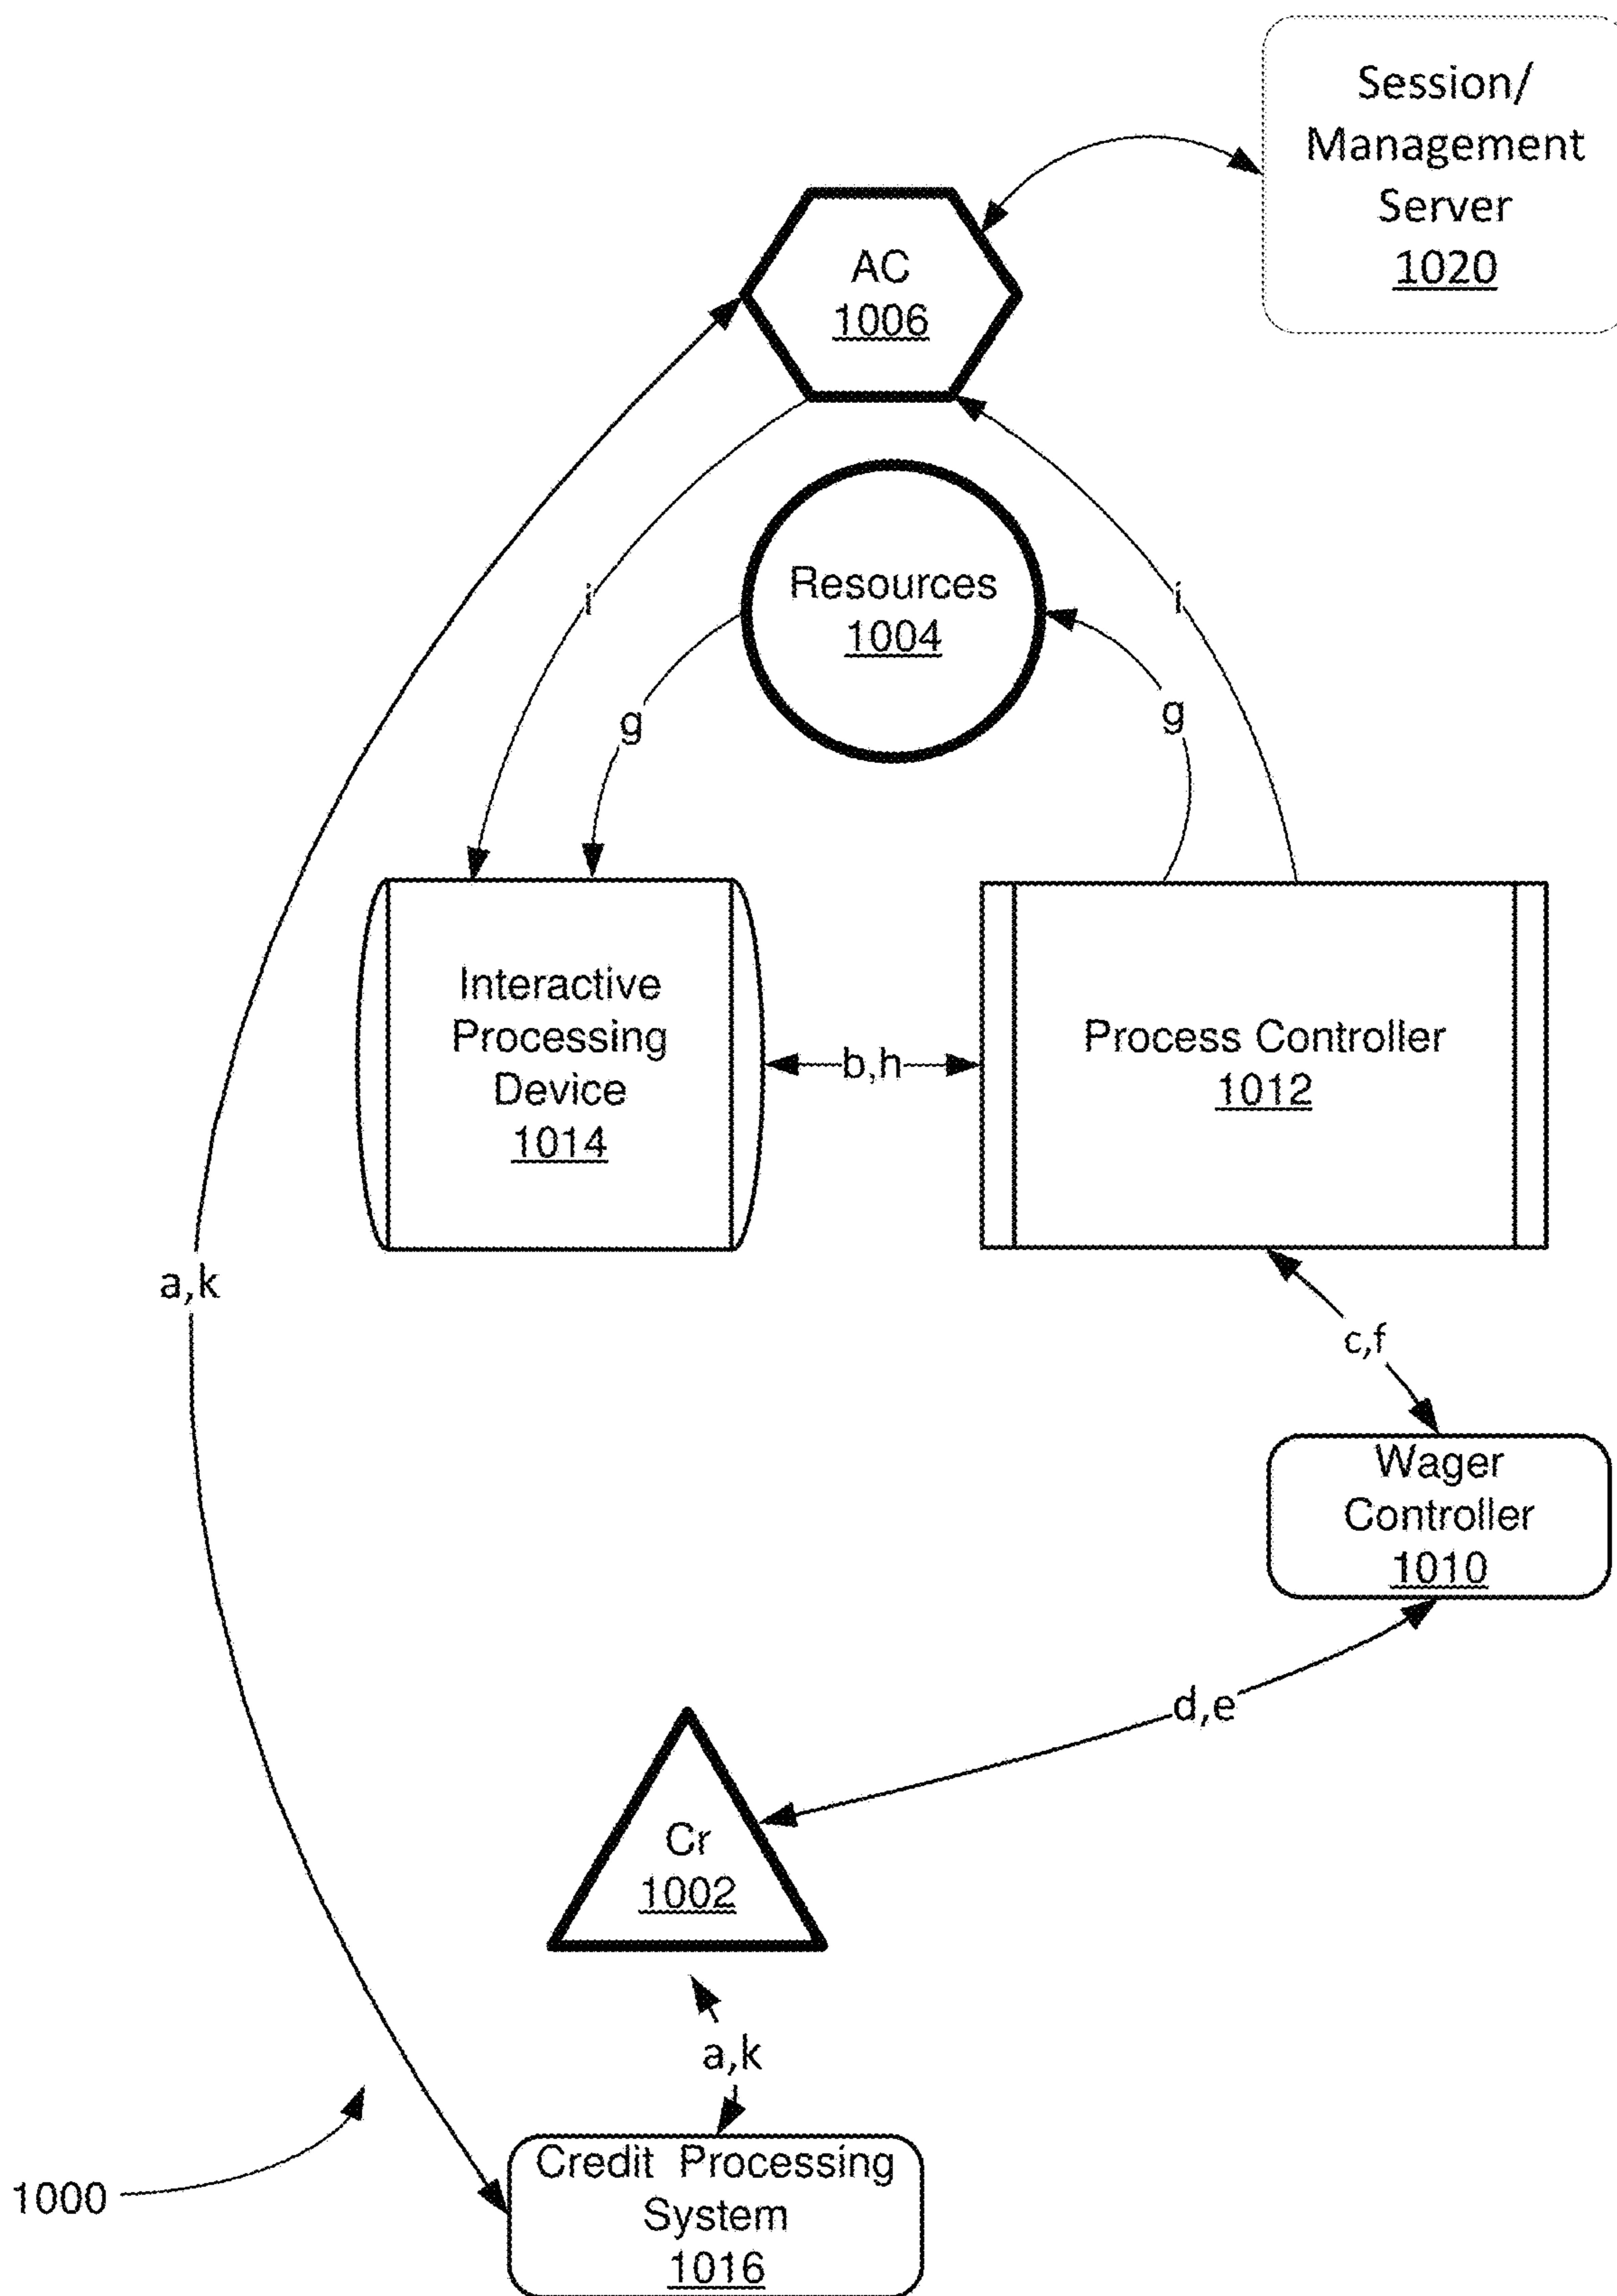 Session/
Management
Server
1020
AC
1006
Resources
1004
i
i
g
g
Interactive
Processing
Device
1014
b,h
Process Controller
1012
a,k
c,f
Wager
Controller
1010
d,e
Cr
1002
a,k
1000
Credit Processing
System
1016